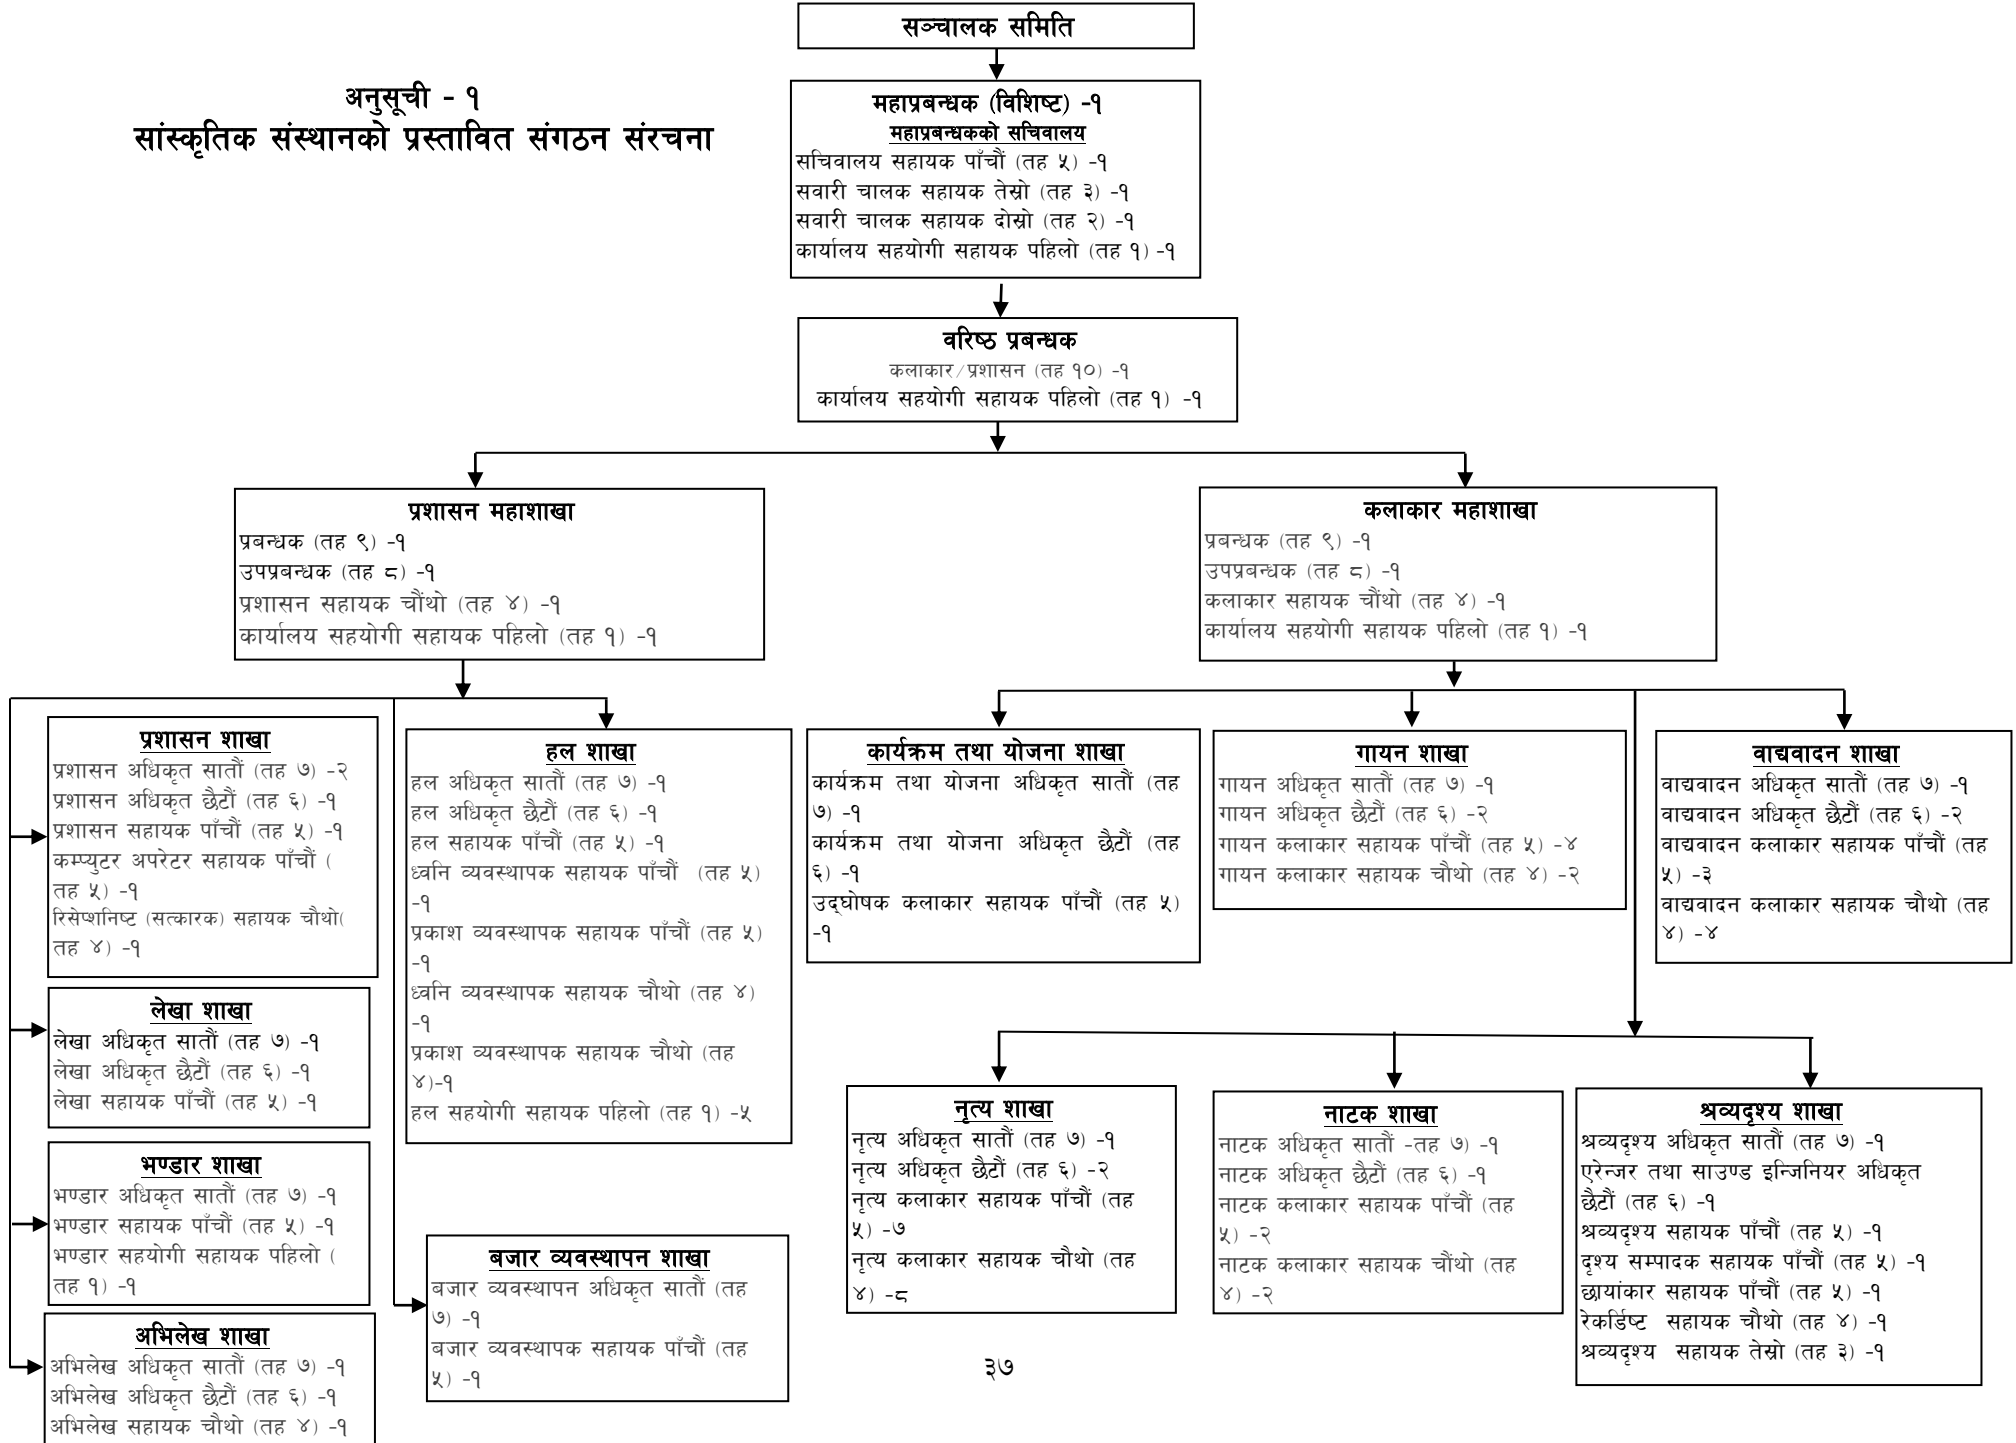 सञ्चालक समिति
अनुसूची - १
सांस्कृतिक संस्थानको प्रस्तावित संगठन संरचना
महाप्रबन्धक (विशिष्ट) -१
महाप्रबन्धकको सचिवालय
सचिवालय सहायक पाँचौं (तह ५) -१
सवारी चालक सहायक तेस्रो (तह ३) -१
सवारी चालक सहायक दोस्रो (तह २) -१
कार्यालय सहयोगी सहायक पहिलो (तह १) -१
वरिष्ठ प्रबन्धक
कलाकार/प्रशासन (तह १०) -१
कार्यालय सहयोगी सहायक पहिलो (तह १) -१
प्रशासन महाशाखा
प्रबन्धक (तह ९) -१
उपप्रबन्धक (तह ८) -१
प्रशासन सहायक चौंथो (तह ४) -१
कार्यालय सहयोगी सहायक पहिलो (तह १) -१
कलाकार महाशाखा
प्रबन्धक (तह ९) -१
उपप्रबन्धक (तह ८) -१
कलाकार सहायक चौंथो (तह ४) -१
कार्यालय सहयोगी सहायक पहिलो (तह १) -१
प्रशासन शाखा
प्रशासन अधिकृत सातौं (तह ७) -२
प्रशासन अधिकृत छैटौं (तह ६) -१
प्रशासन सहायक पाँचौं (तह ५) -१
कम्प्युटर अपरेटर सहायक पाँचौं (
तह ५) -१
रिसेप्शनिष्ट (सत्कारक) सहायक चौथो(
तह ४) -१
लेखा शाखा
लेखा अधिकृत सातौं (तह ७) -१
लेखा अधिकृत छैटौं (तह ६) -१
लेखा सहायक पाँचौं (तह ५) -१
भण्डार शाखा
भण्डार अधिकृत सातौं (तह ७) -१
भण्डार सहायक पाँचौं (तह ५) -१
भण्डार सहयोगी सहायक पहिलो (
तह १) -१
अभिलेख शाखा
अभिलेख अधिकृत सातौं (तह ७) -१
अभिलेख अधिकृत छैटौं (तह ६) -१
अभिलेख सहायक चौथो (तह ४) -१
हल शाखा
हल अधिकृत सातौं (तह ७) -१
हल अधिकृत छैटौं (तह ६) -१
हल सहायक पाँचौं (तह ५) -१
ध्वनि व्यवस्थापक सहायक पाँचौं (तह ५)
-१
प्रकाश व्यवस्थापक सहायक पाँचौं (तह ५)
-१
ध्वनि व्यवस्थापक सहायक चौथो (तह ४)
-१
प्रकाश व्यवस्थापक सहायक चौथो (तह
४)-१
हल सहयोगी सहायक पहिलो (तह १) -५
बजार व्यवस्थापन शाखा
बजार व्यवस्थापन अधिकृत सातौं (तह
७) -१
बजार व्यवस्थापक सहायक पाँचौं (तह
५) -१
कार्यक्रम तथा योजना शाखा
कार्यक्रम तथा योजना अधिकृत सातौं (तह
७) -१
कार्यक्रम तथा योजना अधिकृत छैटौं (तह
६) -१
उद्घोषक कलाकार सहायक पाँचौं (तह ५)
-१
गायन शाखा
गायन अधिकृत सातौं (तह ७) -१
गायन अधिकृत छैटौं (तह ६) -२
गायन कलाकार सहायक पाँचौं (तह ५) -४
गायन कलाकार सहायक चौथो (तह ४) -२
वाद्यवादन शाखा
वाद्यवादन अधिकृत सातौं (तह ७) -१
वाद्यवादन अधिकृत छैटौं (तह ६) -२
वाद्यवादन कलाकार सहायक पाँचौं (तह
५) -३
वाद्यवादन कलाकार सहायक चौथो (तह
४) -४
नृत्य शाखा
नृत्य अधिकृत सातौं (तह ७) -१
नृत्य अधिकृत छैटौं (तह ६) -२
नृत्य कलाकार सहायक पाँचौं (तह
५) -७
नृत्य कलाकार सहायक चौथो (तह
४) -८
नाटक शाखा
नाटक अधिकृत सातौं -तह ७) -१
नाटक अधिकृत छैटौं (तह ६) -१
नाटक कलाकार सहायक पाँचौं (तह
५) -२
नाटक कलाकार सहायक चौंथो (तह
४) -२
श्रव्यदृश्य शाखा
श्रव्यदृश्य अधिकृत सातौं (तह ७) -१
एरेन्जर तथा साउण्ड इन्जिनियर अधिकृत
छैटौं (तह ६) -१
श्रव्यदृश्य सहायक पाँचौं (तह ५) -१
दृश्य सम्पादक सहायक पाँचौं (तह ५) -१
छायांकार सहायक पाँचौं (तह ५) -१
रेकर्डिष्ट सहायक चौथो (तह ४) -१
श्रव्यदृश्य सहायक तेस्रो (तह ३) -१
३७